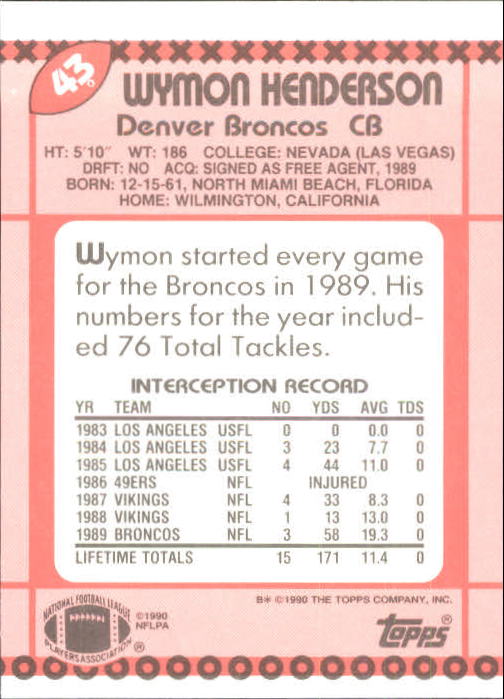 43
WYMON HENDERSON
Denver Broncos CB
HT: 5'10" WT: 186 COLLEGE: NEVADA (LAS VEGAS)
DRFT: NO ACQ: SIGNED AS FREE AGENT, 1989
BORN: 12-15-61, NORTH MIAMI BEACH, FLORIDA
HOME: WILMINGTON, CALIFORNIA
Wymon started every game
for the Broncos in 1989. His
numbers for the year includ-
ed 76 Total Tackles.
INTERCEPTION RECORD
YR TEAM NO YDS AVG TDS
1983 LOS ANGELES USFL 0 0 0.0 0
1984 LOS ANGELES USFL 3 23 7.7 0
1985 LOS ANGELES USFL 4 44 11.0 0
1986 49ERS NFL INJURED
1987 VIKINGS NFL 4 33 8.3 0
1988 VIKINGS NFL 1 13 13.0 0
1989 BRONCOS NFL 3 58 19.3 0
LIFETIME TOTALS 15 171 11.4 0
B* ©1990 THE TOPPS COMPANY, INC.
NATIONAL FOOTBALL LEAGUE
PLAYERS ASSOCIATION ®
©1990
NFLPA
topps®